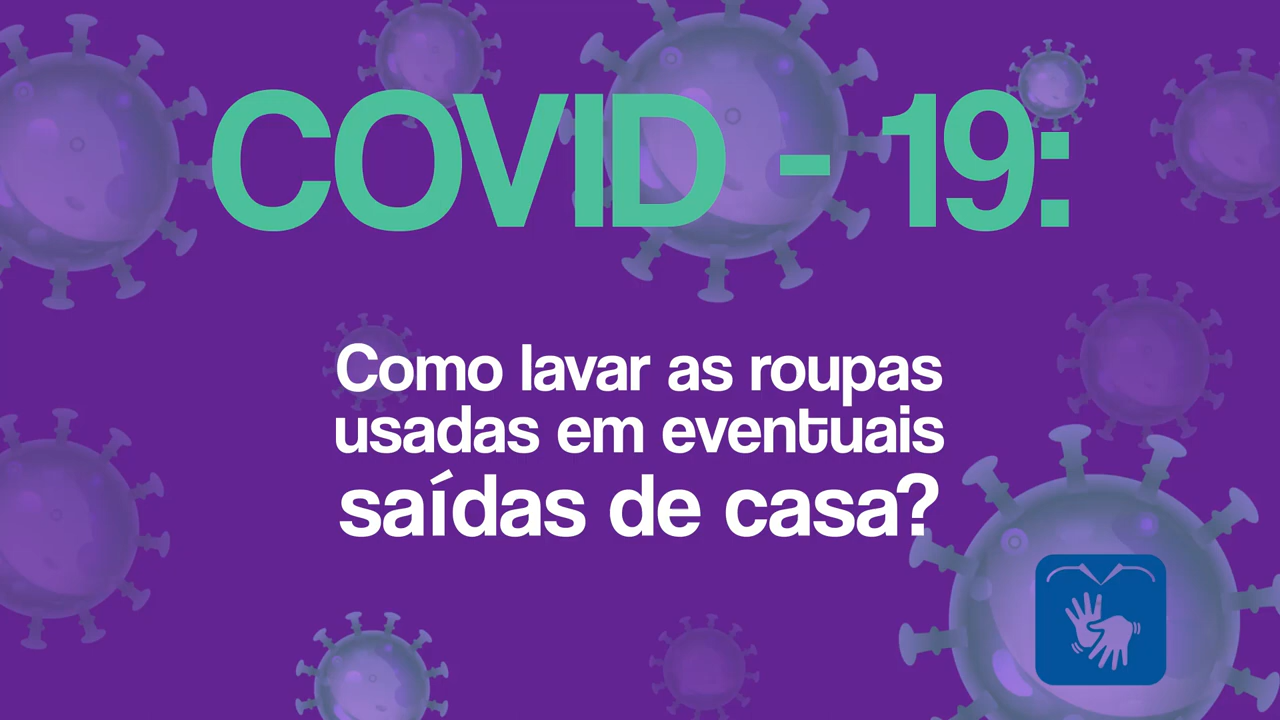 COVID - 19:
Como lavar as roupas
usadas em eventuais
saídas de casa?